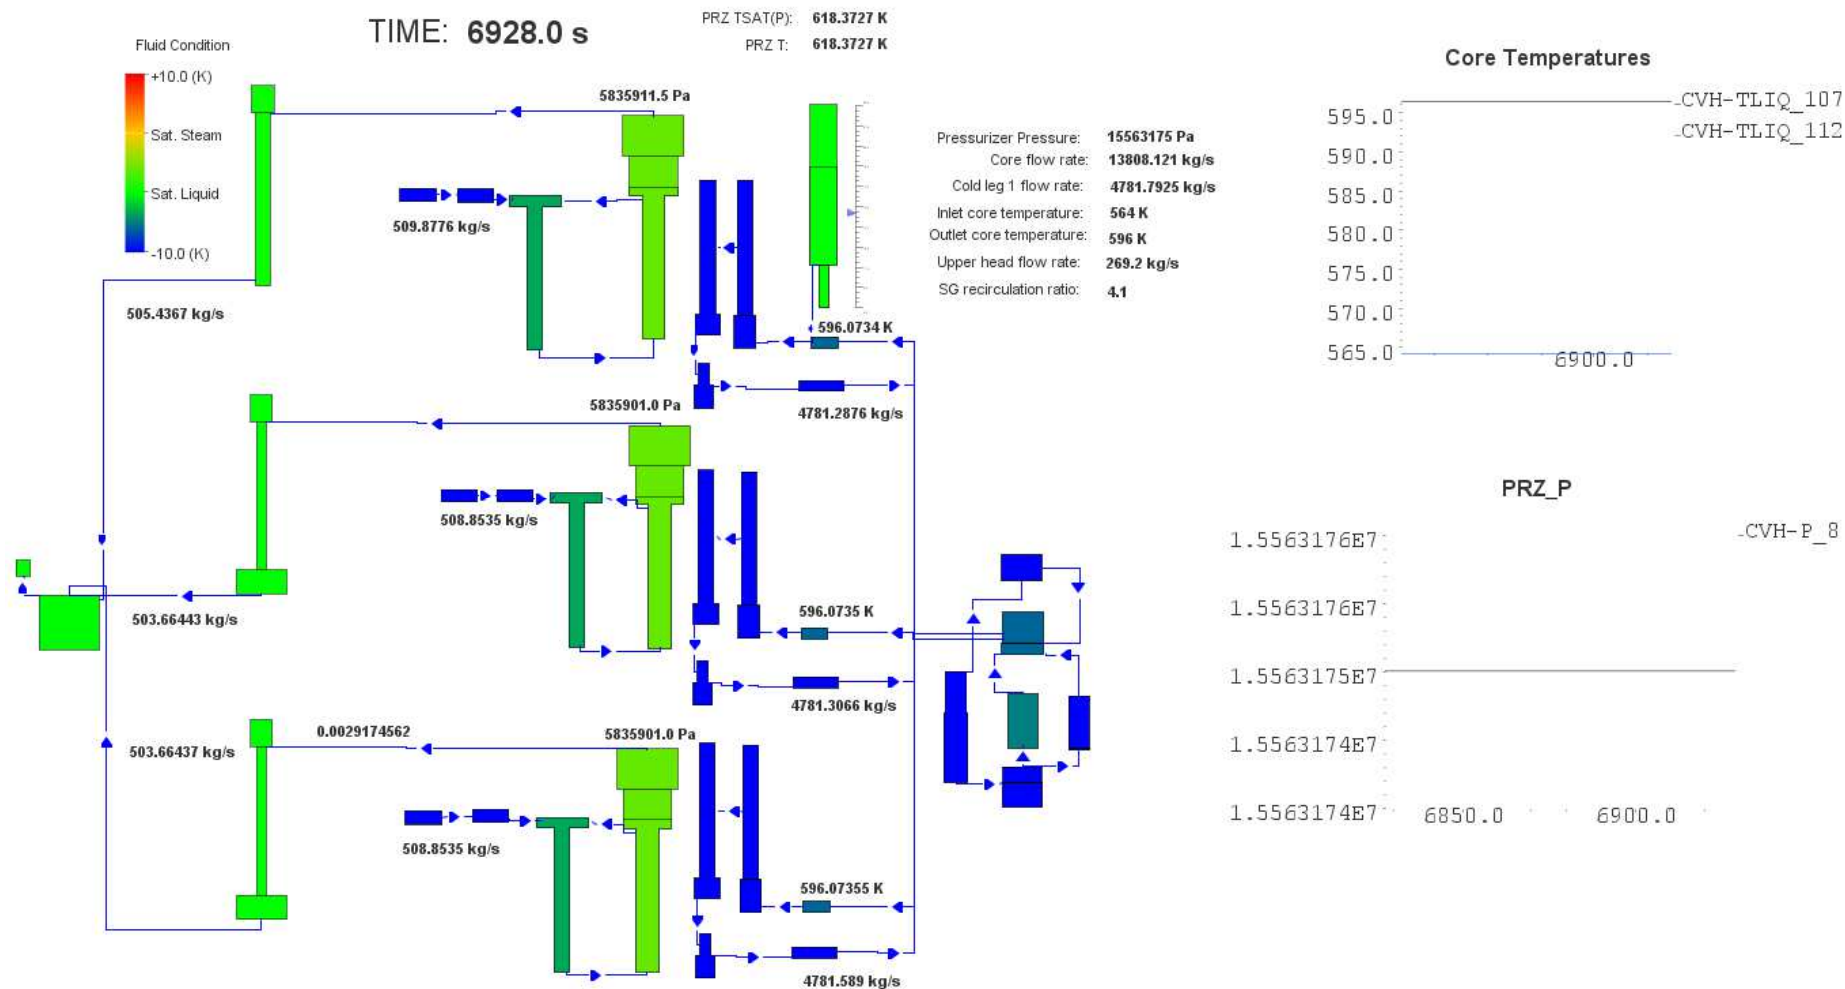 TIME: 6928.0 s
PRZ TSAT(P): 618.3727 K
PRZ T: 618.3727 K
Fluid Condition
+10.0 (K)
Sat. Steam
Sat. Liquid
-10.0 (K)
5835911.5 Pa
509.8776 kg/s
505.4367 kg/s
596.0734 K
4781.2876 kg/s
Pressurizer Pressure: 15563175 Pa
Core flow rate: 13808.121 kg/s
Cold leg 1 flow rate: 4781.7925 kg/s
Inlet core temperature: 564 K
Outlet core temperature: 596 K
Upper head flow rate: 269.2 kg/s
SG recirculation ratio: 4.1
Core Temperatures
CVH-TLIQ_107
CVH-TLIQ_112
595.0
590.0
585.0
580.0
575.0
570.0
565.0
6900.0
5835901.0 Pa
508.8535 kg/s
503.66443 kg/s
596.0735 K
4781.3066 kg/s
503.66437 kg/s
0.0029174562
5835901.0 Pa
508.8535 kg/s
596.07355 K
4781.589 kg/s
PRZ_P
CVH-P_8
1.5563176E7
1.5563176E7
1.5563175E7
1.5563174E7
1.5563174E7
6850.0
6900.0